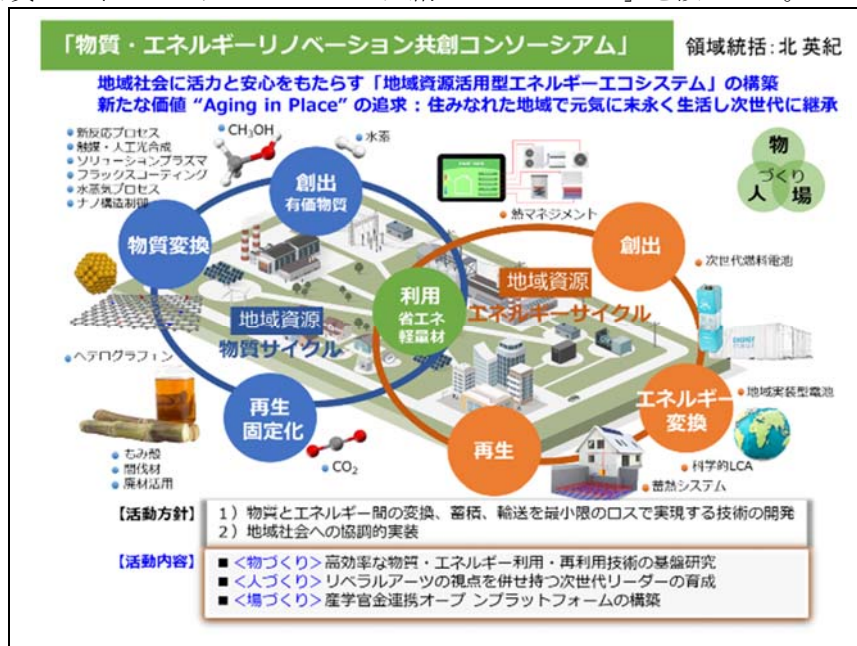 「物質・エネルギーリノベーション共創コンソーシアム」
領域統括:北 英紀
地域社会に活力と安心をもたらす「地域資源活用型エネルギーエコシステム」の構築
新たな価値 “Aging in Place” の追求：住みなれた地域で元気に末永く生活し次世代に継承
新反応プロセス
触媒・人工光合成
ソリューションプラズマ
フラックスコーティング
水蒸気プロセス
ナノ構造制御
CH₃OH
水素
物
づくり
人
場
創出
有価物質
熱マネジメント
創出
物質変換
次世代燃料電池
利用
省エネ
軽量材
地域資源
エネルギーサイクル
地域資源
物質サイクル
ヘテログラフェン
再生
固定化
地域実装型電池
エネルギー
変換
再生
CO₂
科学的LCA
蓄熱システム
もみ殻
間伐材
廃材活用
【活動方針】
1）物質とエネルギー間の変換、蓄積、輸送を最小限のロスで実現する技術の開発
2）地域社会への協調的実装
【活動内容】
■ <物づくり> 高効率な物質・エネルギー利用・再利用技術の基盤研究
■ <人づくり> リベラルアーツの視点を併せ持つ次世代リーダーの育成
■ <場づくり> 産学官金連携オープ ンプラットフォームの構築